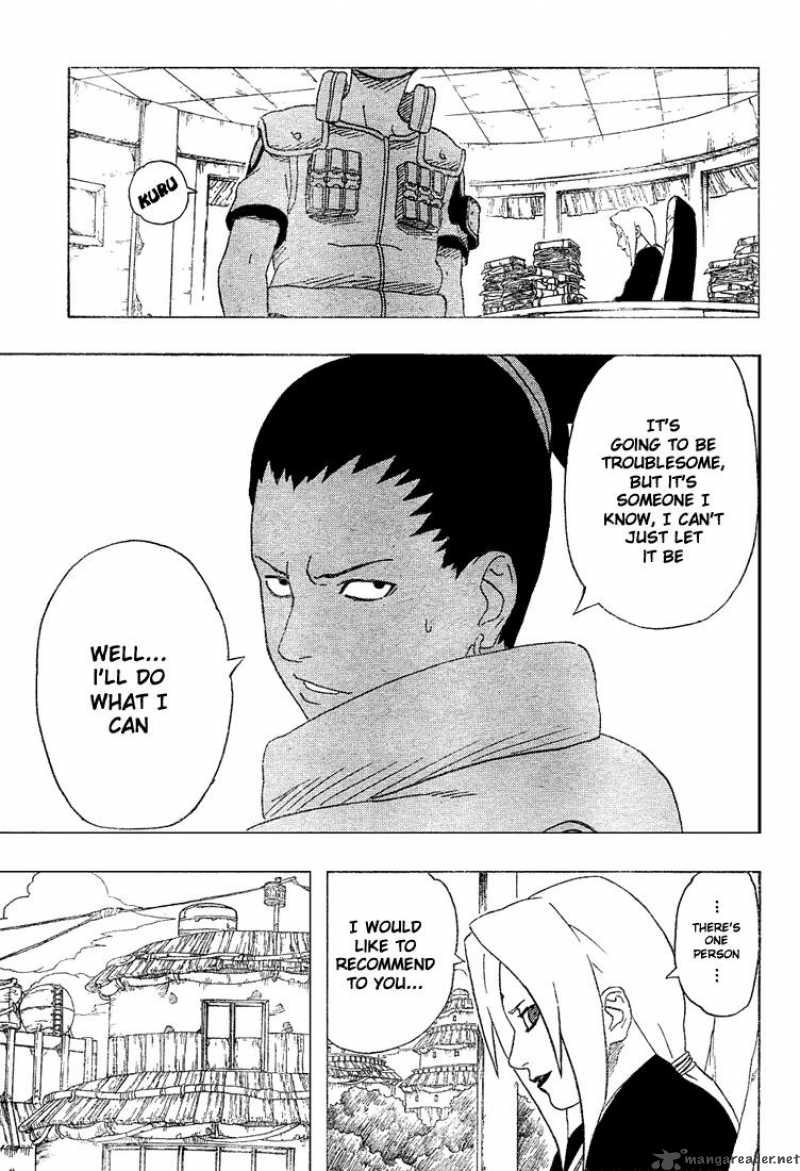 KURU
IT'S
GOING TO BE
TROUBLESOME,
BUT IT'S
SOMEONE I
KNOW, I CAN'T
JUST LET
IT BE
WELL...
I'LL DO
WHAT I
CAN
...
THERE'S
ONE
PERSON
...
I WOULD
LIKE TO
RECOMMEND
TO YOU...
mangareader.net